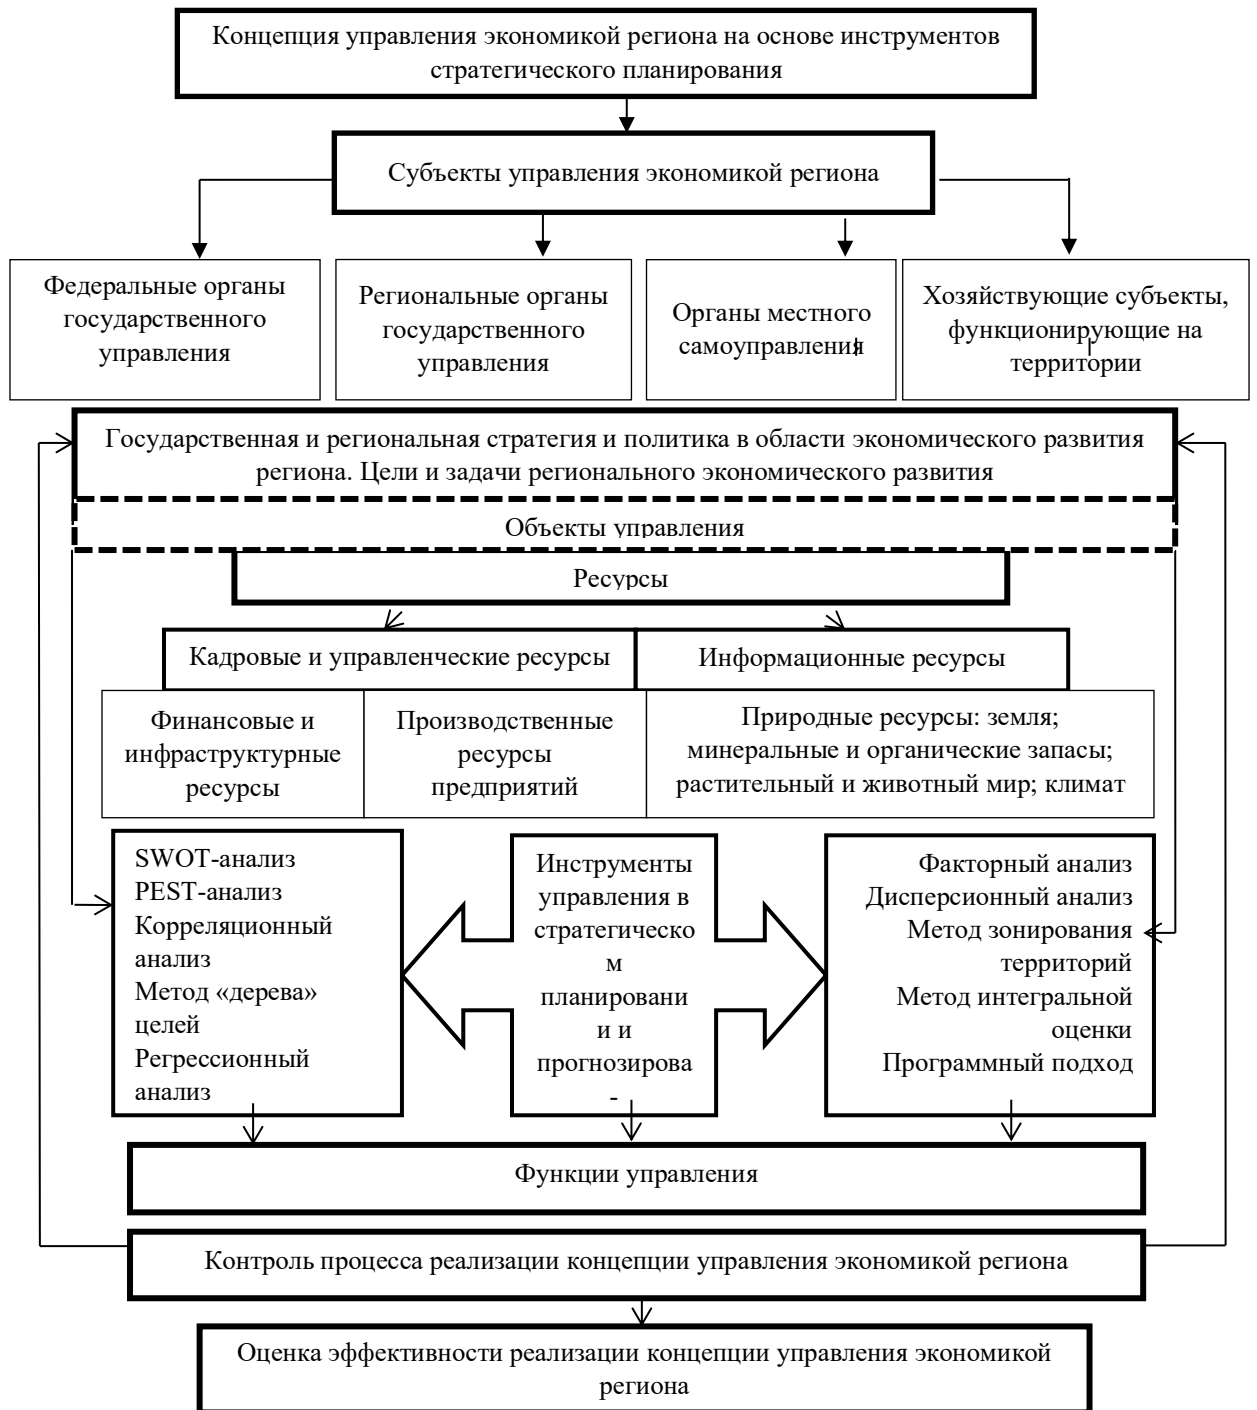 Концепция управления экономикой региона на основе инструментов
стратегического планирования
Субъекты управления экономикой региона
Федеральные органы
государственного
управления
Региональные органы
государственного
управления
Органы местного
самоуправления
Хозяйствующие субъекты,
функционирующие на
территории
Государственная и региональная стратегия и политика в области экономического развития
региона. Цели и задачи регионального экономического развития
Объекты управления
Ресурсы
Кадровые и управленческие ресурсы
Информационные ресурсы
Финансовые и
инфраструктурные
ресурсы
Производственные
ресурсы
предприятий
Природные ресурсы: земля;
минеральные и органические запасы;
растительный и животный мир; климат
SWOT-анализ
PEST-анализ
Корреляционный
анализ
Метод «дерева»
целей
Регрессионный
анализ
Инструменты
управления в
стратегическо
м
планировани
и и
прогнозирова
-
Факторный анализ
Дисперсионный анализ
Метод зонирования
территорий
Метод интегральной
оценки
Программный подход
Функции управления
Контроль процесса реализации концепции управления экономикой региона
Оценка эффективности реализации концепции управления экономикой
региона